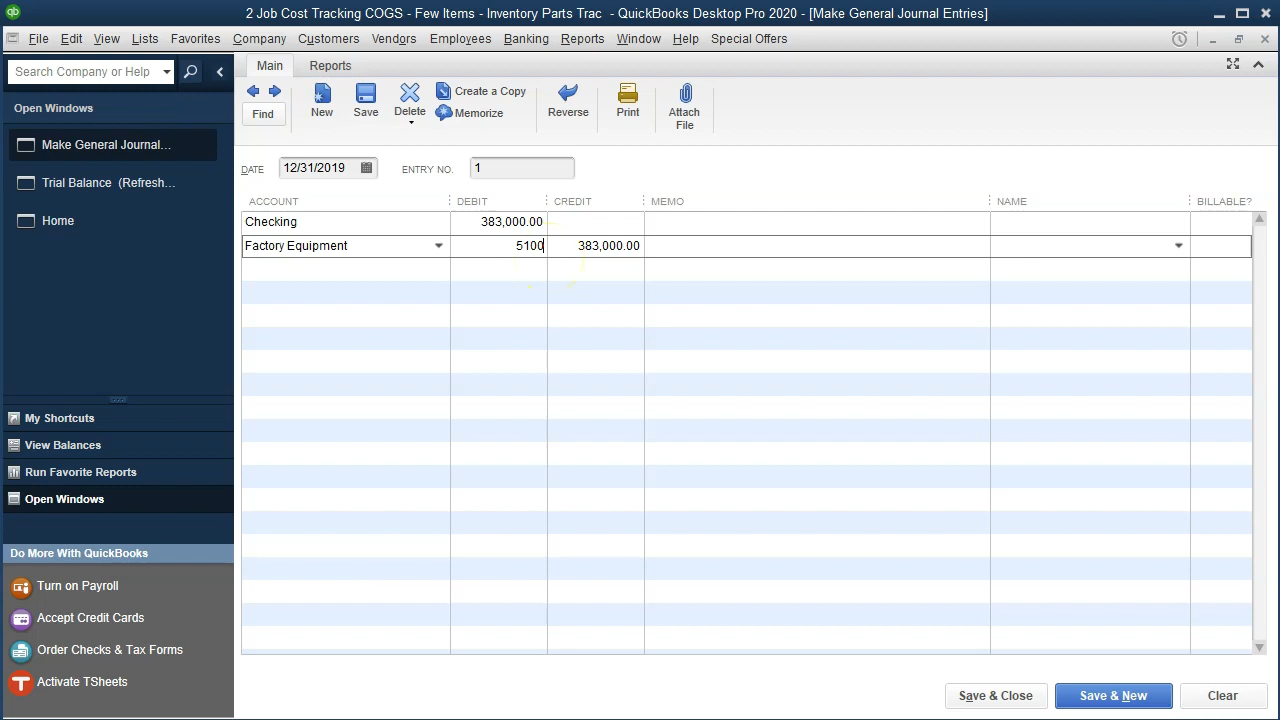 qb 2 Job Cost Tracking COGS - Few Items - Inventory Parts Trac - QuickBooks Desktop Pro 2020 - [Make General Journal Entries]
File Edit View Lists Favorites Company Customers Vendors Employees Banking Reports Window Help Special Offers
Search Company or Help
Open Windows
Make General Journal...
Trial Balance (Refresh...
Home
My Shortcuts
View Balances
Run Favorite Reports
Open Windows
Do More With QuickBooks
Turn on Payroll
Accept Credit Cards
Order Checks & Tax Forms
Activate TSheets
Main Reports
Find
New
Save
Delete
Create a Copy
Memorize
Reverse
Print
Attach
File
DATE 12/31/2019 ENTRY NO. 1
ACCOUNT DEBIT CREDIT MEMO NAME BILLABLE?
Checking 383,000.00
Factory Equipment 5100 383,000.00
Save & Close Save & New Clear